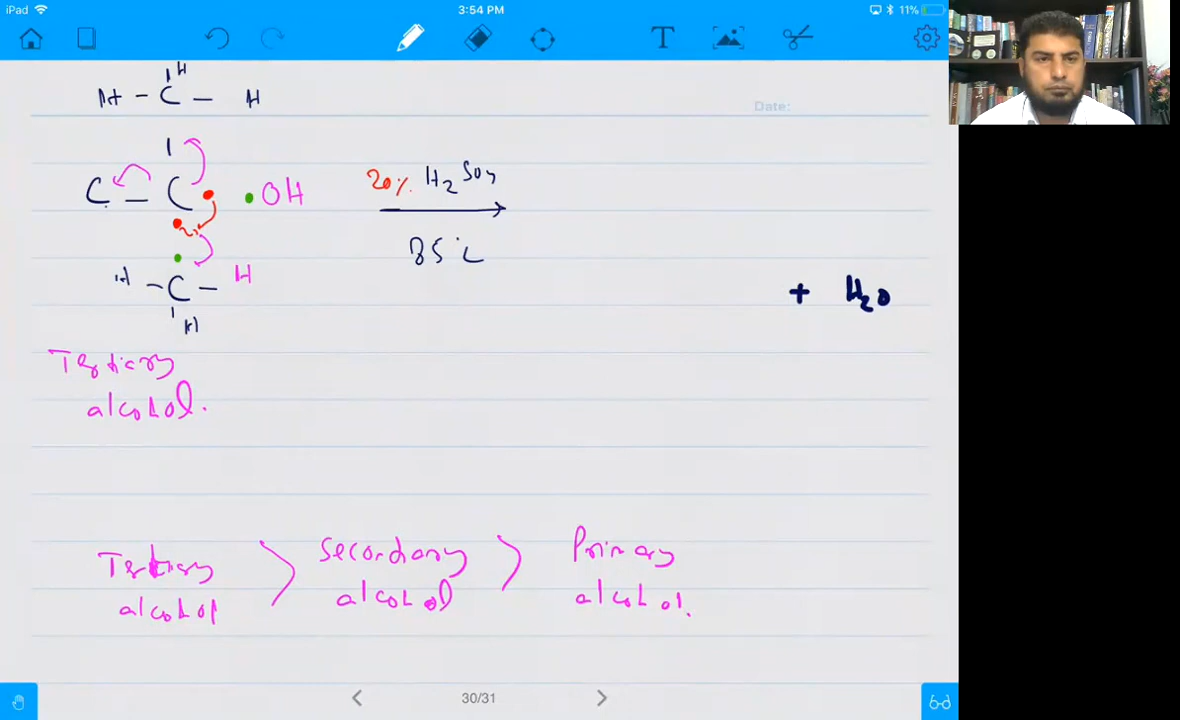 iPad 3:54 PM 11%
T
H
H - C - H
Date:
C - C OH 20% H2SO4
85°C
H - C - H + H2O
H
Tertiary
alcohol.
Tertiary > Secondary > Primary
alcohol alcohol alcohol.
30/31